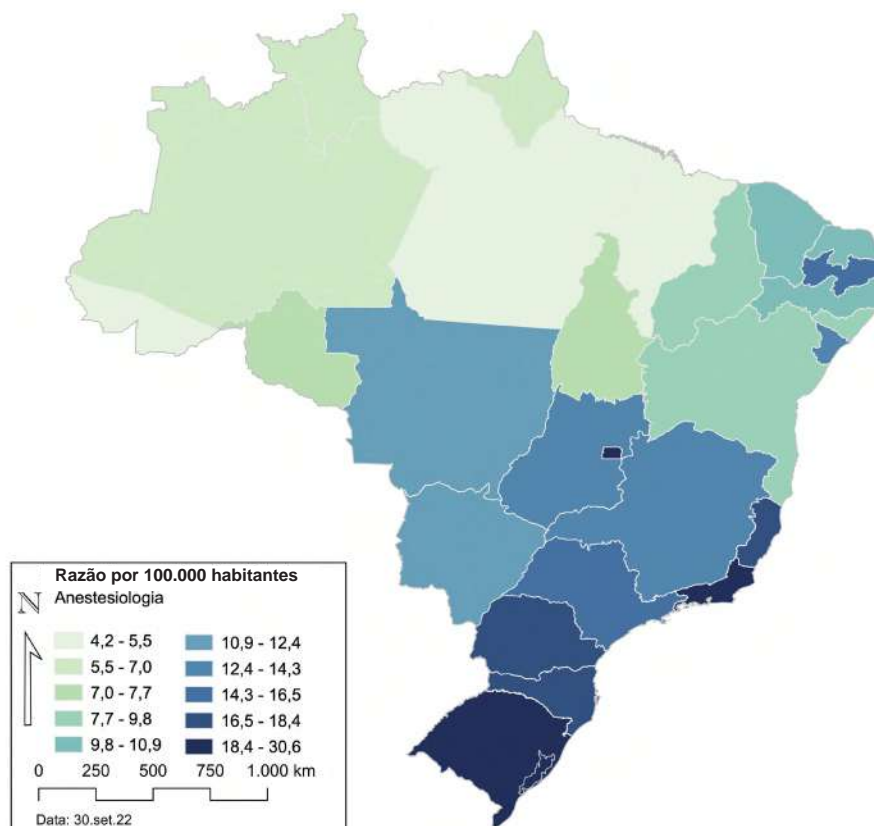 Razão por 100.000 habitantes
N Anestesiologia
4,2 - 5,5
5,5 - 7,0
7,0 - 7,7
7,7 - 9,8
9,8 - 10,9
10,9 - 12,4
12,4 - 14,3
14,3 - 16,5
16,5 - 18,4
18,4 - 30,6
0 250 500 750 1.000 km
Data: 30.set.22